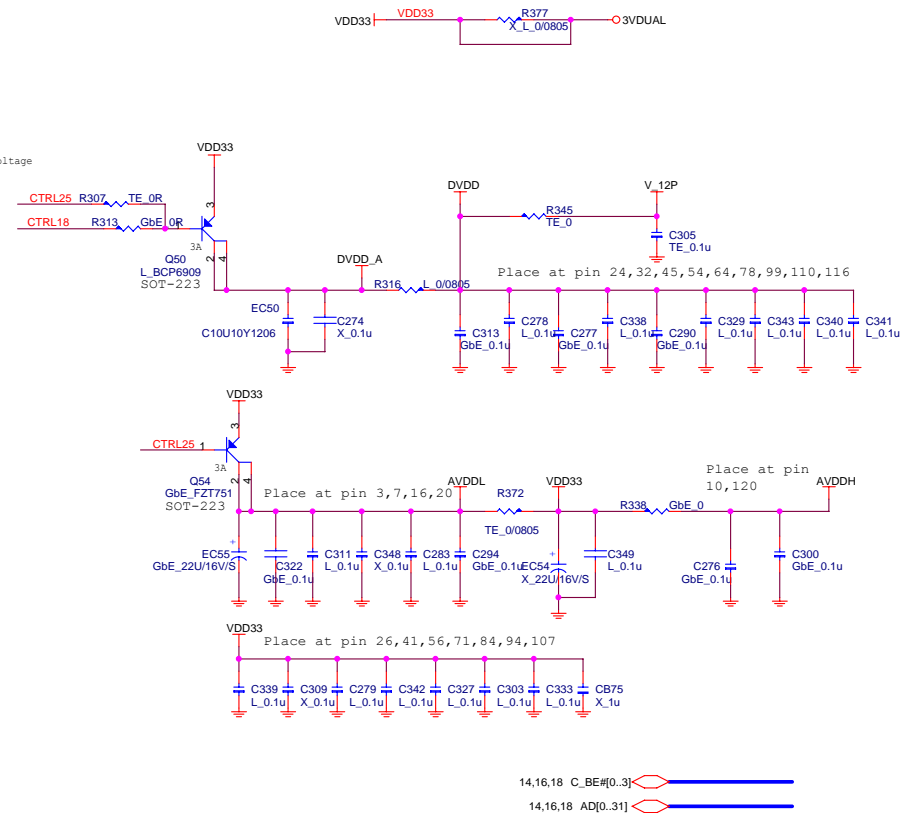 VDD33
VDD33
R377
X_L_0/0805
3VDUAL
oltage
VDD33
CTRL25 R307 TE_0R
CTRL18 R313 GbE_0R
1
3
2
4
3A
Q50
L_BCP6909
SOT-223
DVDD_A
R316 L_0/0805
EC50
C10U10Y1206
C274
X_0.1u
DVDD
V_12P
R345
TE_0
C305
TE_0.1u
Place at pin 24,32,45,54,64,78,99,110,116
C313
GbE_0.1u
C278
L_0.1u
C277
GbE_0.1u
C338
L_0.1u
C290
GbE_0.1u
C329
L_0.1u
C343
L_0.1u
C340
L_0.1u
C341
L_0.1u
VDD33
CTRL25 1
3
2
4
3A
Q54
GbE_FZT751
SOT-223
Place at pin 3,7,16,20
AVDDL
R372
TE_0/0805
VDD33
R338 GbE_0
Place at pin
10,120
AVDDH
+
EC55
GbE_22U/16V/S
C322
GbE_0.1u
C311
L_0.1u
C348
X_0.1u
C283
L_0.1u
C294
GbE_0.1u
+
EC54
X_22U/16V/S
C349
L_0.1u
C276
GbE_0.1u
C300
GbE_0.1u
VDD33
Place at pin 26,41,56,71,84,94,107
C339
L_0.1u
C309
X_0.1u
C279
L_0.1u
C342
L_0.1u
C327
L_0.1u
C303
L_0.1u
C333
L_0.1u
CB75
X_1u
14,16,18 C_BE#[0..3]
14,16,18 AD[0..31]